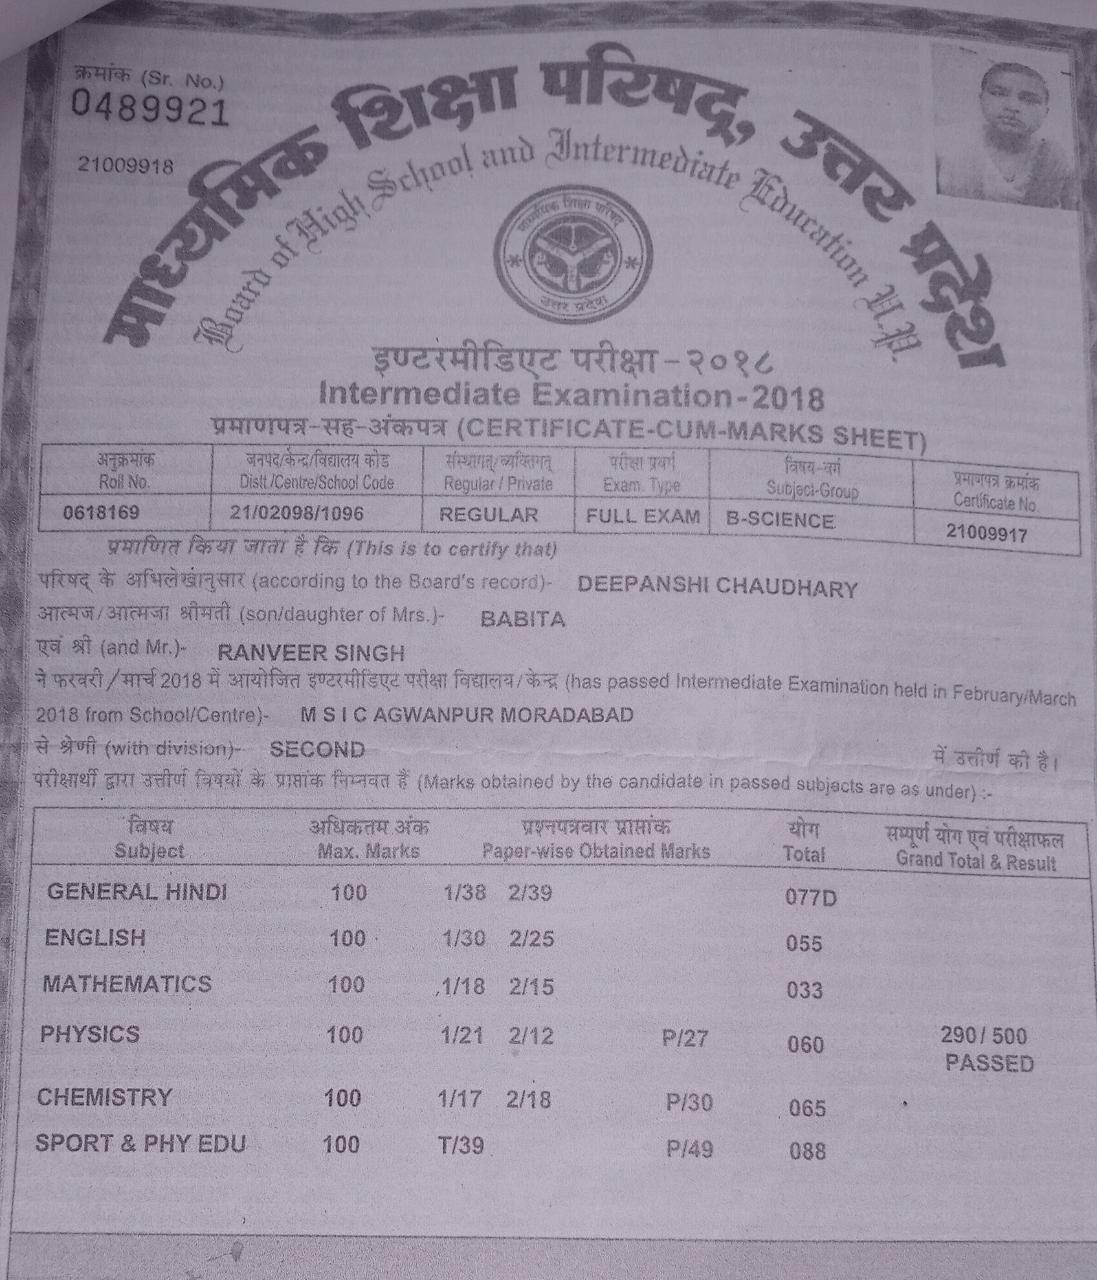 क्रमांक (Sr. No.)
0489921
21009918
माध्यमिक शिक्षा परिषद्, उत्तर प्रदेश
Board of High School and Intermediate Education U.P.
माध्यमिक शिक्षा परिषद्
उत्तर प्रदेश
इण्टरमीडिएट परीक्षा-२०१८
Intermediate Examination-2018
प्रमाणपत्र-सह-अंकपत्र (CERTIFICATE-CUM-MARKS SHEET)
अनुक्रमांक जनपद/केन्द्र/विद्यालय कोड संस्थागत्/व्यक्तिगत् परीक्षा प्रवर्ग विषय-वर्ग प्रमाणपत्र क्रमांक
Roll No. Distt /Centre/School Code Regular / Private Exam. Type Subject-Group Certificate No.
0618169 21/02098/1096 REGULAR FULL EXAM B-SCIENCE 21009917
प्रमाणित किया जाता है कि (This is to certify that)
परिषद् के अभिलेखानुसार (according to the Board's record)- DEEPANSHI CHAUDHARY
आत्मज/आत्मजा श्रीमती (son/daughter of Mrs.)- BABITA
एवं श्री (and Mr.)- RANVEER SINGH
ने फरवरी/मार्च 2018 में आयोजित इण्टरमीडिएट परीक्षा विद्यालय/केन्द्र (has passed Intermediate Examination held in February/March
2018 from School/Centre)- M S I C AGWANPUR MORADABAD
से श्रेणी (with division)- SECOND में उत्तीर्ण की है।
परीक्षार्थी द्वारा उत्तीर्ण विषयों के प्राप्तांक निम्नवत हैं (Marks obtained by the candidate in passed subjects are as under) :-
विषय अधिकतम अंक प्रश्नपत्रवार प्राप्तांक योग सम्पूर्ण योग एवं परीक्षाफल
Subject Max. Marks Paper-wise Obtained Marks Total Grand Total & Result
GENERAL HINDI 100 1/38 2/39 077D
ENGLISH 100 1/30 2/25 055
MATHEMATICS 100 1/18 2/15 033
PHYSICS 100 1/21 2/12 P/27 060 290/ 500
PASSED
CHEMISTRY 100 1/17 2/18 P/30 065
SPORT & PHY EDU 100 T/39 P/49 088